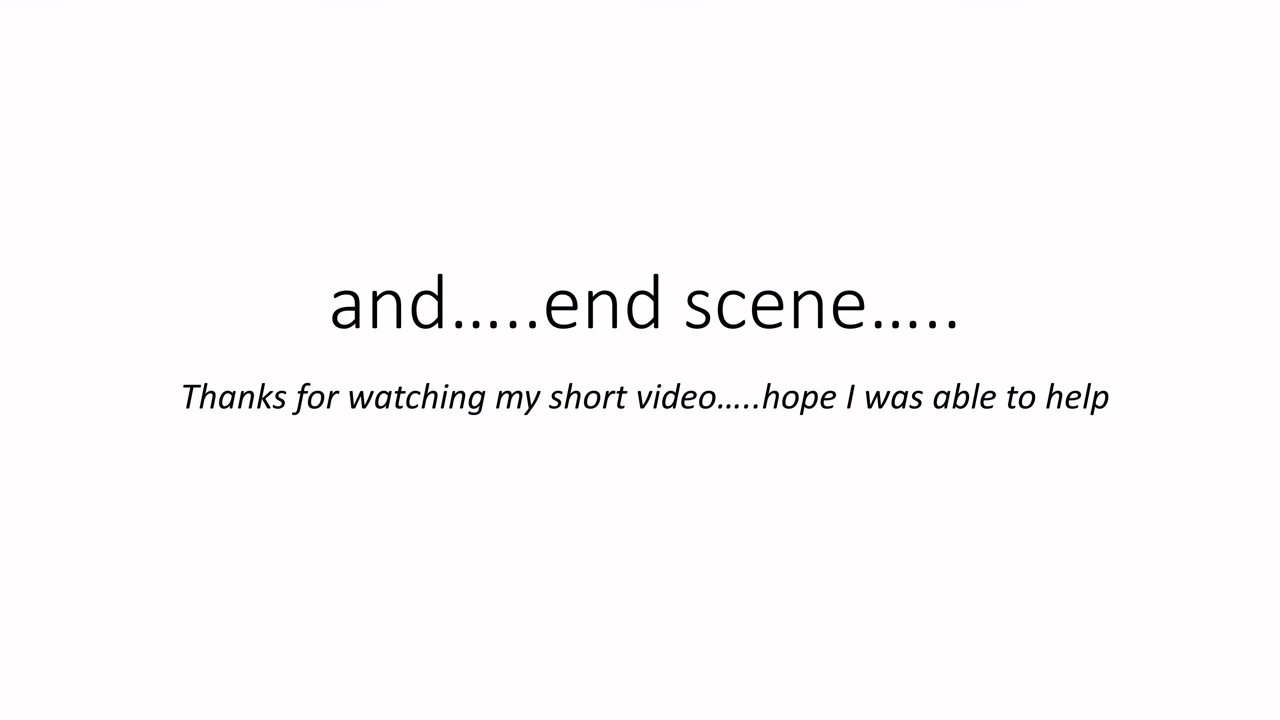 and…..end scene…..
Thanks for watching my short video…..hope I was able to help